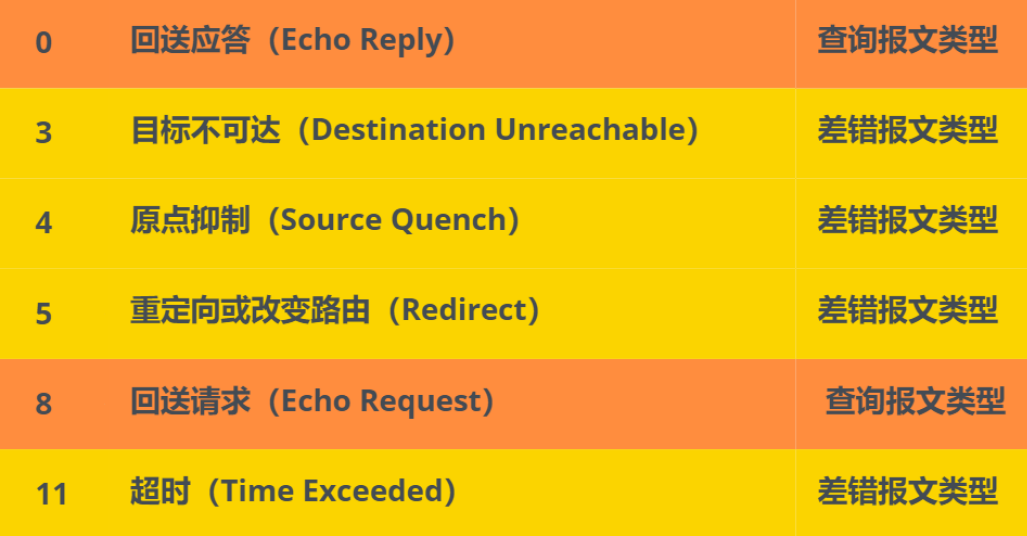 0 回送应答（Echo Reply） 查询报文类型
3 目标不可达（Destination Unreachable） 差错报文类型
4 原点抑制（Source Quench） 差错报文类型
5 重定向或改变路由（Redirect） 差错报文类型
8 回送请求（Echo Request） 查询报文类型
11 超时（Time Exceeded） 差错报文类型